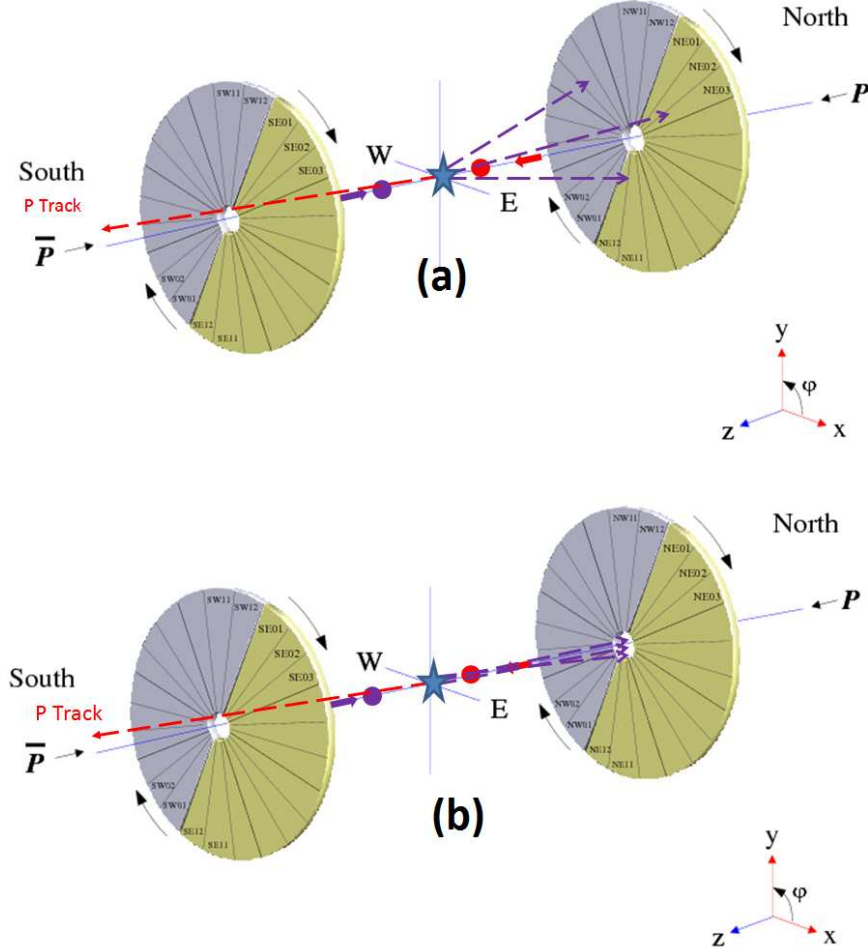 North
NW11
NW12
NE01
NE02
NE03
P
SW11
SW12
SE01
SE02
SE03
W
South
P Track
P̅
E
NW02
NW01
NE12
NE11
SW02
SW01
SE12
SE11
(a)
y
φ
z
x
North
NW11
NW12
NE01
NE02
NE03
P
SW11
SW12
SE01
SE02
SE03
W
South
P Track
P̅
E
NW02
NW01
NE12
NE11
SW02
SW01
SE12
SE11
(b)
y
φ
z
x